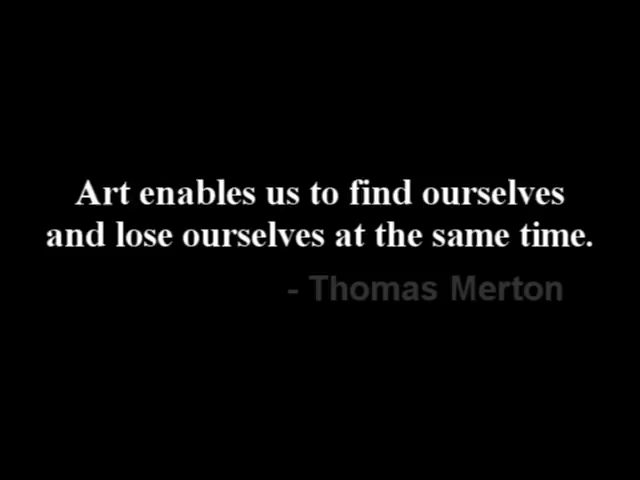 Art enables us to find ourselves
and lose ourselves at the same time.
- Thomas Merton